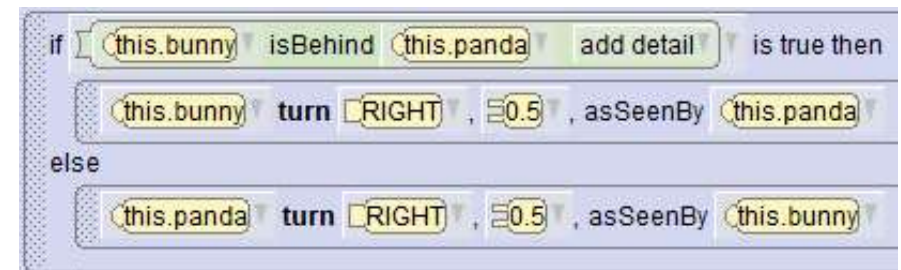 if this.bunny isBehind this.panda add detail is true then
this.bunny turn RIGHT , 0.5 , asSeenBy this.panda
else
this.panda turn RIGHT , 0.5 , asSeenBy this.bunny